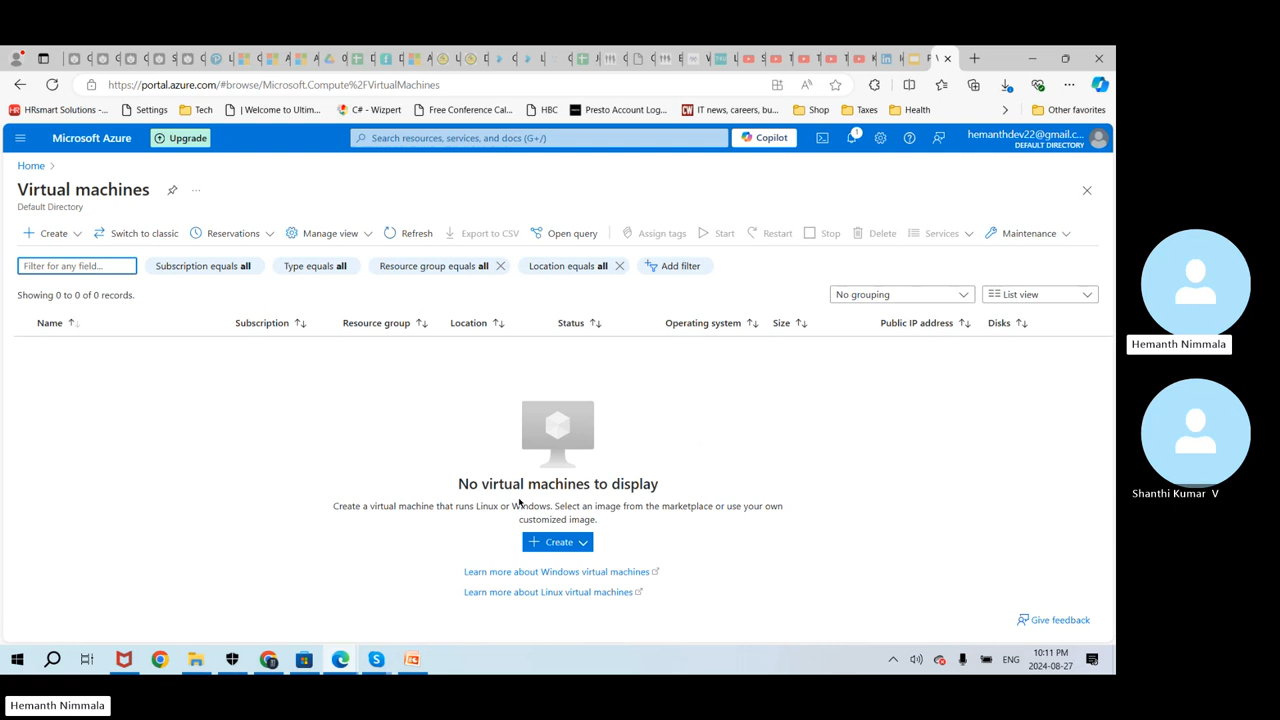 https://portal.azure.com/#browse/Microsoft.Compute%2FVirtualMachines
HRsmart Solutions -... Settings Tech | Welcome to Ultim... C# - Wizpert Free Conference Cal... HBC Presto Account Log... IT news, careers, bu... Shop Taxes Health Other favorites
Microsoft Azure Upgrade Search resources, services, and docs (G+/) Copilot 1 hemanthdev22@gmail.c...
DEFAULT DIRECTORY
Home >
Virtual machines ...
Default Directory
Create Switch to classic Reservations Manage view Refresh Export to CSV Open query Assign tags Start Restart Stop Delete Services Maintenance
Filter for any field... Subscription equals all Type equals all Resource group equals all Location equals all Add filter
Showing 0 to 0 of 0 records. No grouping List view
Name Subscription Resource group Location Status Operating system Size Public IP address Disks
No virtual machines to display
Create a virtual machine that runs Linux or Windows. Select an image from the marketplace or use your own
customized image.
Create
Learn more about Windows virtual machines
Learn more about Linux virtual machines
Give feedback
ENG 10:11 PM
2024-08-27
Hemanth Nimmala
Shanthi Kumar V
Hemanth Nimmala